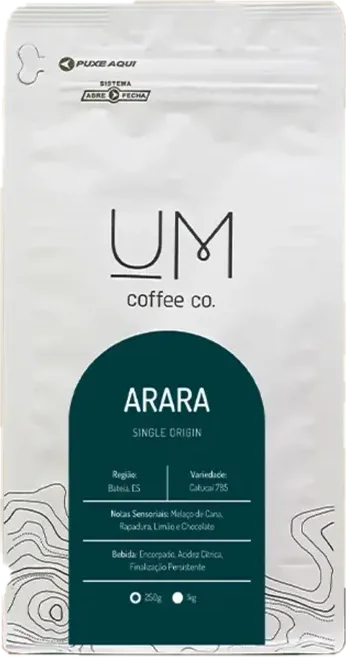 PUXE AQUI
SISTEMA
ABRE FECHA
UM
coffee co.
ARARA
SINGLE ORIGIN
Região: Variedade:
Bateia, ES Catucaí 785
Notas Sensoriais: Melaço de Cana,
Rapadura, Limão e Chocolate
Bebida: Encorpado, Acidez Cítrica,
Finalização Persistente
250g 1kg